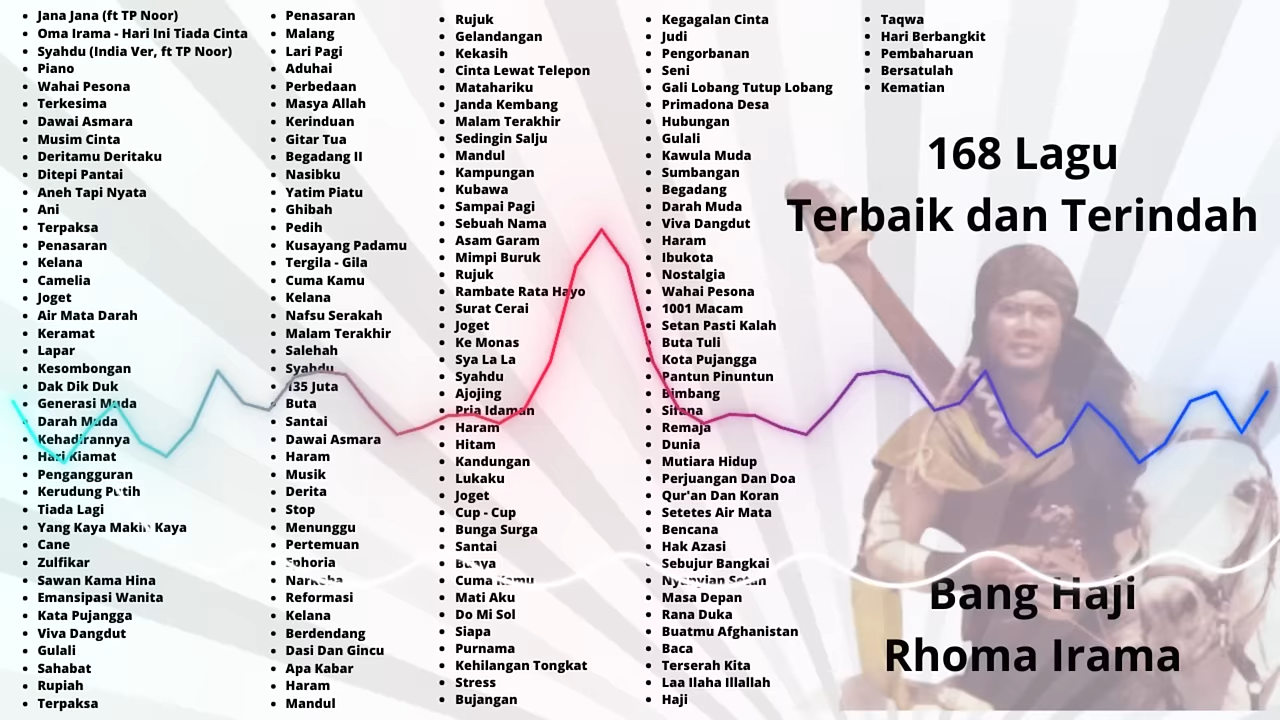 Jana Jana (ft TP Noor)
Oma Irama - Hari Ini Tiada Cinta
Syahdu (India Ver, ft TP Noor)
Piano
Wahai Pesona
Terkesima
Dawai Asmara
Musim Cinta
Deritamu Deritaku
Ditepi Pantai
Aneh Tapi Nyata
Ani
Terpaksa
Penasaran
Kelana
Camelia
Joget
Air Mata Darah
Keramat
Lapar
Kesombongan
Dak Dik Duk
Generasi Muda
Darah Muda
Kehadirannya
Hari Kiamat
Pengangguran
Kerudung Putih
Tiada Lagi
Yang Kaya Makin Kaya
Cane
Zulfikar
Sawan Kama Hina
Emansipasi Wanita
Kata Pujangga
Viva Dangdut
Gulali
Sahabat
Rupiah
Terpaksa
Penasaran
Malang
Lari Pagi
Aduhai
Perbedaan
Masya Allah
Kerinduan
Gitar Tua
Begadang II
Nasibku
Yatim Piatu
Ghibah
Pedih
Kusayang Padamu
Tergila - Gila
Cuma Kamu
Kelana
Nafsu Serakah
Malam Terakhir
Salehah
Syahdu
135 Juta
Buta
Santai
Dawai Asmara
Haram
Musik
Derita
Stop
Menunggu
Pertemuan
Ephoria
Narkoba
Reformasi
Kelana
Berdendang
Dasi Dan Gincu
Apa Kabar
Haram
Mandul
Rujuk
Gelandangan
Kekasih
Cinta Lewat Telepon
Matahariku
Janda Kembang
Malam Terakhir
Sedingin Salju
Mandul
Kampungan
Kubawa
Sampai Pagi
Sebuah Nama
Asam Garam
Mimpi Buruk
Rujuk
Rambate Rata Hayo
Surat Cerai
Joget
Ke Monas
Sya La La
Syahdu
Ajojing
Pria Idaman
Haram
Hitam
Kandungan
Lukaku
Joget
Cup - Cup
Bunga Surga
Santai
Buaya
Cuma Kamu
Mati Aku
Do Mi Sol
Siapa
Purnama
Kehilangan Tongkat
Stress
Bujangan
Kegagalan Cinta
Judi
Pengorbanan
Seni
Gali Lobang Tutup Lobang
Primadona Desa
Hubungan
Gulali
Kawula Muda
Sumbangan
Begadang
Darah Muda
Viva Dangdut
Haram
Ibukota
Nostalgia
Wahai Pesona
1001 Macam
Setan Pasti Kalah
Buta Tuli
Kota Pujangga
Pantun Pinuntun
Bimbang
Sifana
Remaja
Dunia
Mutiara Hidup
Perjuangan Dan Doa
Qur'an Dan Koran
Setetes Air Mata
Bencana
Hak Azasi
Sebujur Bangkai
Nyanyian Setan
Masa Depan
Rana Duka
Buatmu Afghanistan
Baca
Terserah Kita
Laa Ilaha Illallah
Haji
Taqwa
Hari Berbangkit
Pembaharuan
Bersatulah
Kematian
168 Lagu
Terbaik dan Terindah
Bang Haji
Rhoma Irama